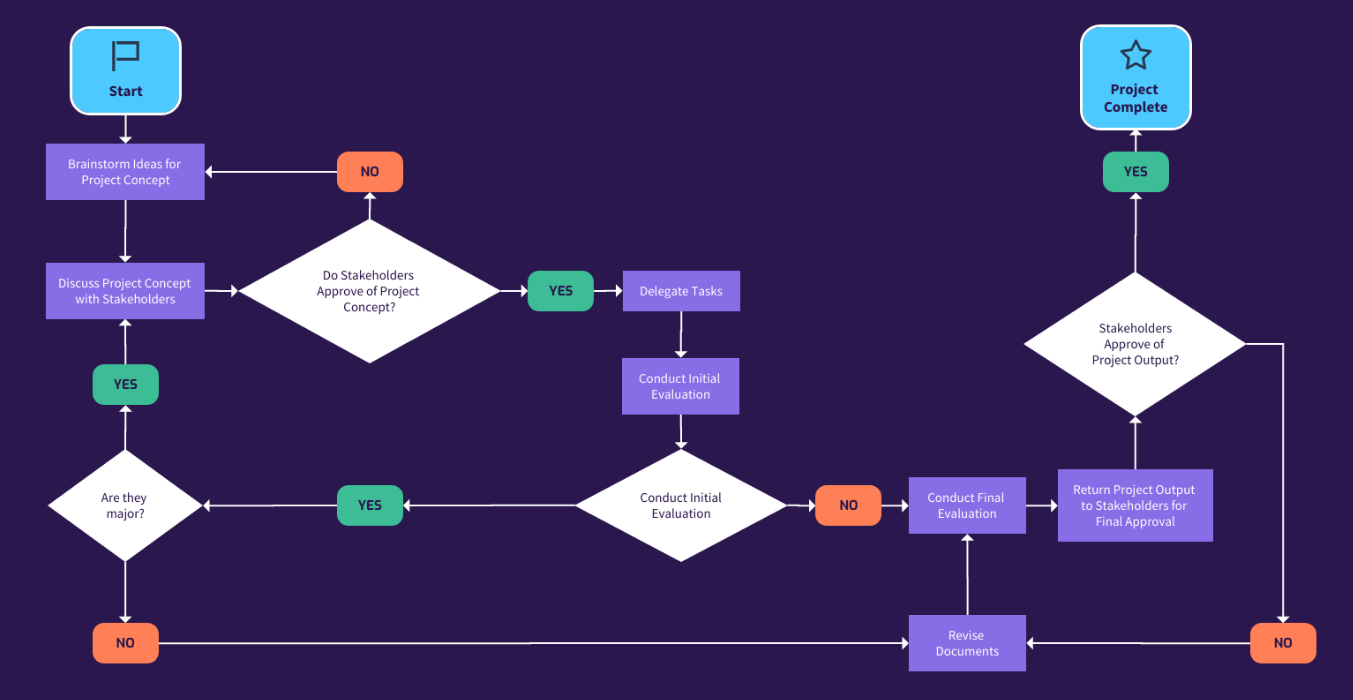 Start
Project
Complete
Brainstorm Ideas for
Project Concept
NO
YES
Discuss Project Concept
with Stakeholders
Do Stakeholders
Approve of Project
Concept?
YES
Delegate Tasks
Stakeholders
Approve of
Project Output?
YES
Conduct Initial
Evaluation
Are they
major?
YES
Conduct Initial
Evaluation
NO
Conduct Final
Evaluation
Return Project Output
to Stakeholders for
Final Approval
NO
Revise
Documents
NO